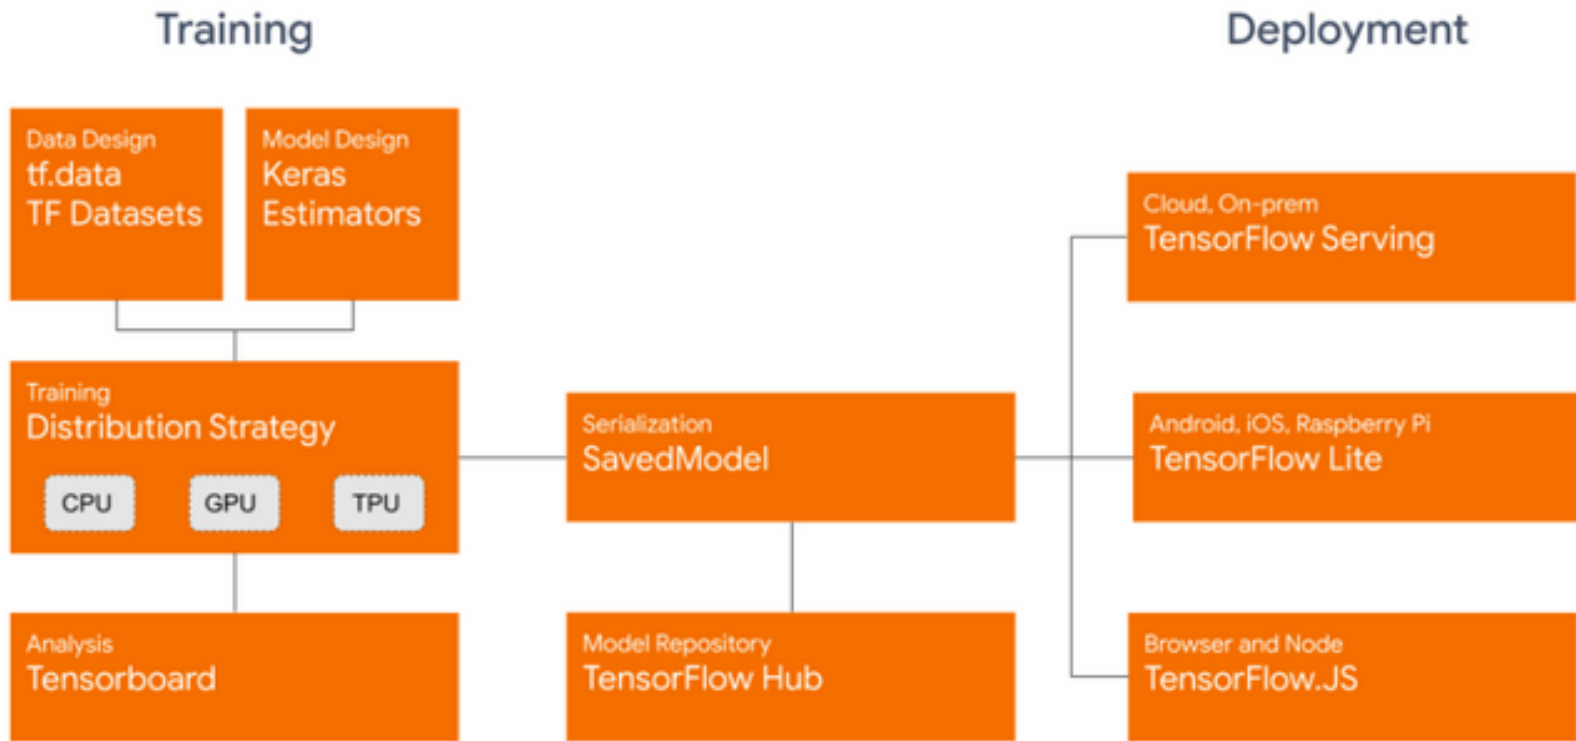 Training
Deployment
Data Design
tf.data
TF Datasets
Model Design
Keras
Estimators
Training
Distribution Strategy
CPU
GPU
TPU
Analysis
Tensorboard
Serialization
SavedModel
Model Repository
TensorFlow Hub
Cloud, On-prem
TensorFlow Serving
Android, iOS, Raspberry Pi
TensorFlow Lite
Browser and Node
TensorFlow.JS